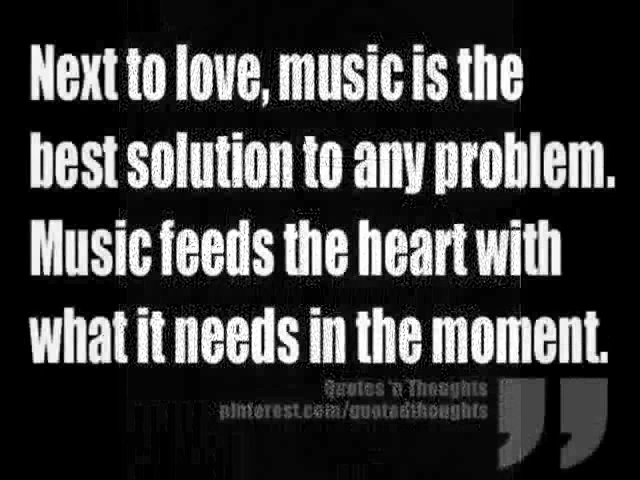 Next to love, music is the
best solution to any problem.
Music feeds the heart with
what it needs in the moment.
Quotes 'n Thoughts
pinterest.com/quotedthoughts
”